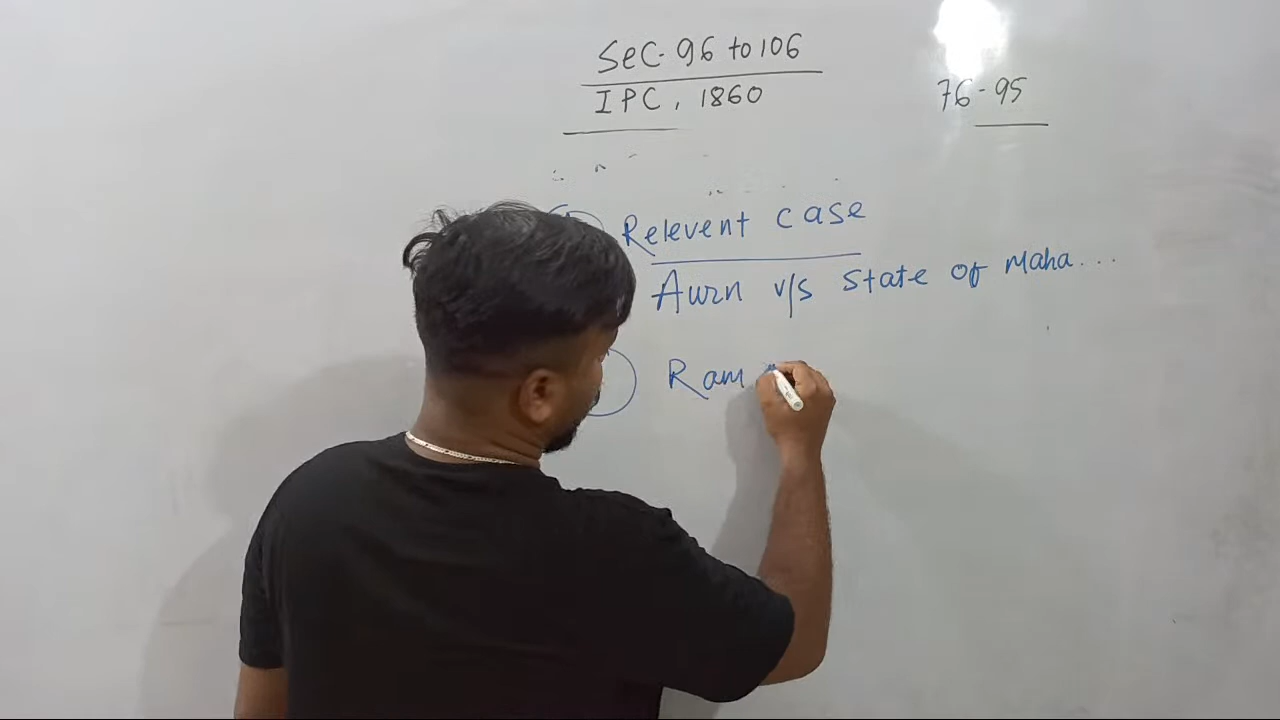 Sec. 96 to 106
IPC, 1860
76-95
Relevent case
Aurn v/s State of Maha...
Ram